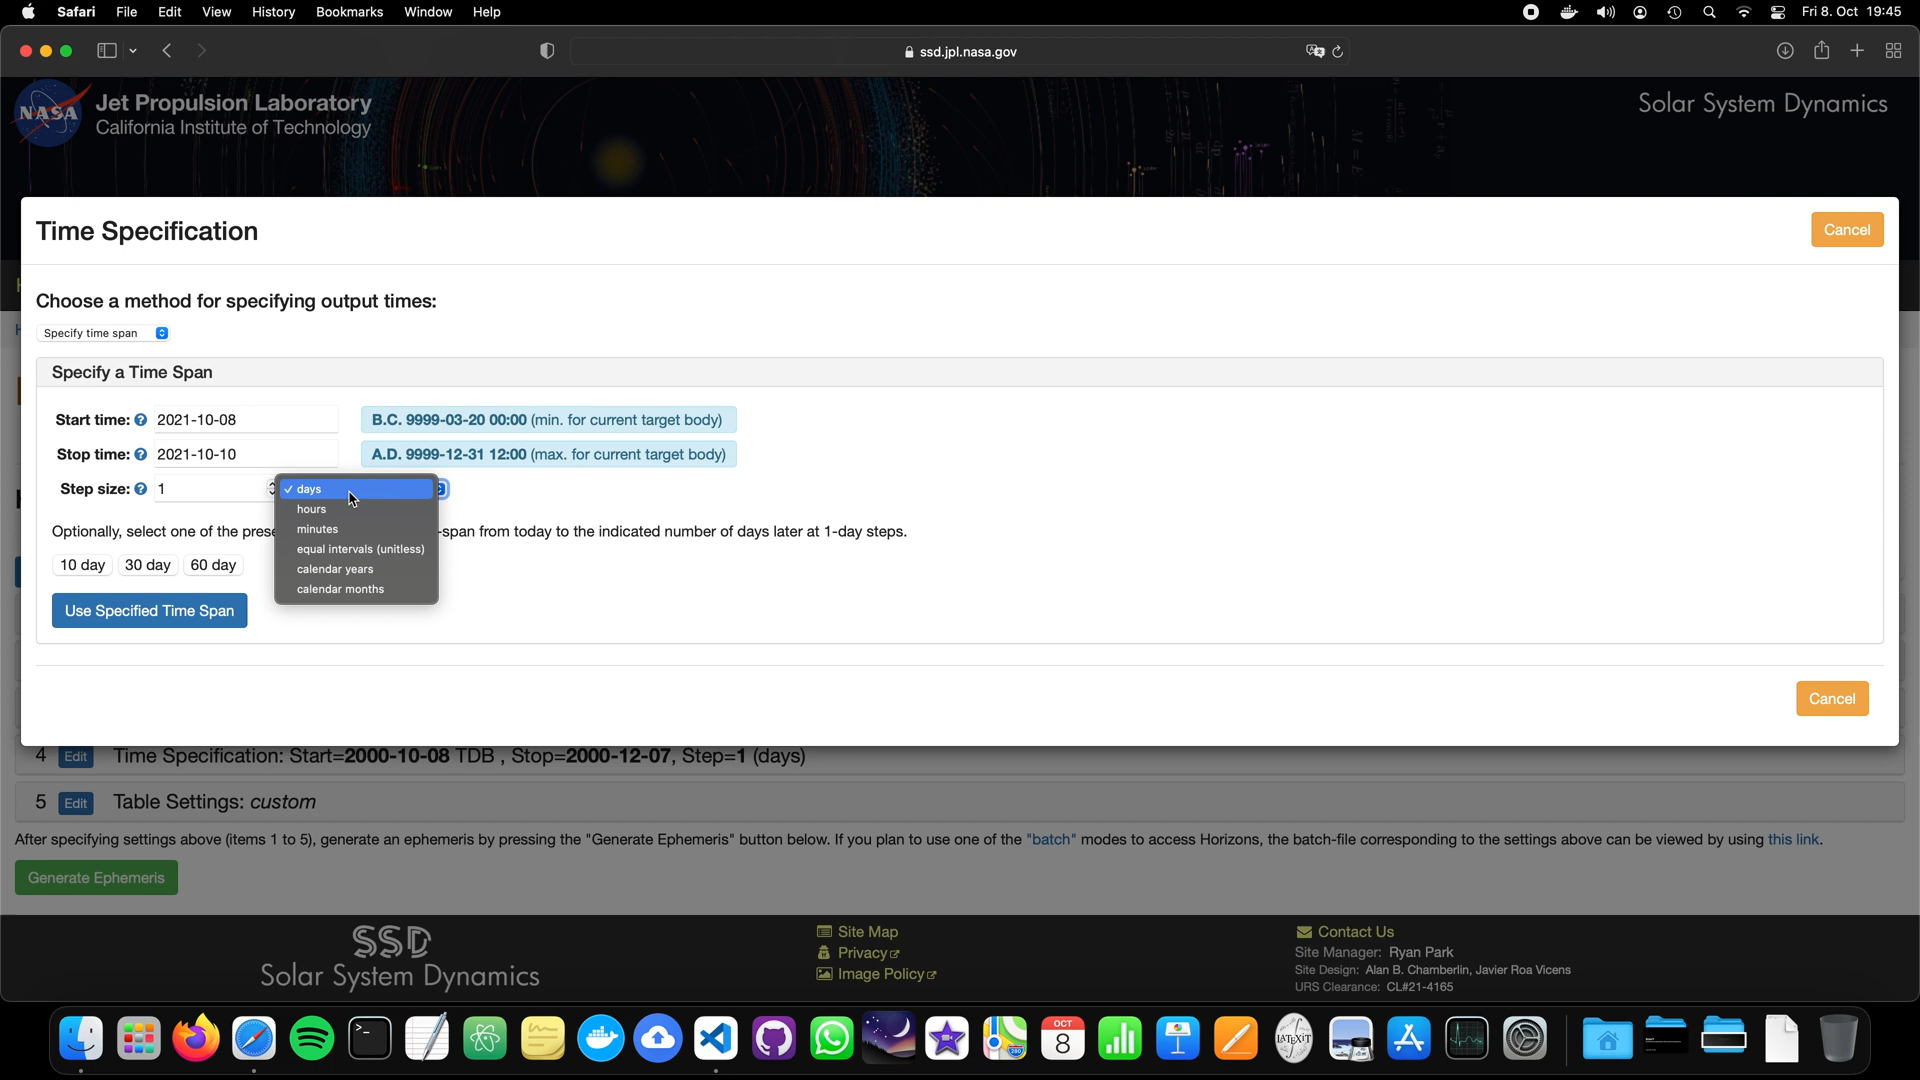 Safari File Edit View History Bookmarks Window Help Fri 8. Oct 19:45
ssd.jpl.nasa.gov
NASA
Jet Propulsion Laboratory
California Institute of Technology
Solar System Dynamics
Time Specification
Cancel
Choose a method for specifying output times:
Specify time span
Specify a Time Span
Start time: ? 2021-10-08 B.C. 9999-03-20 00:00 (min. for current target body)
Stop time: ? 2021-10-10 A.D. 9999-12-31 12:00 (max. for current target body)
Step size: ? 1
✓ days
hours
minutes
equal intervals (unitless)
calendar years
calendar months
Optionally, select one of the prese -span from today to the indicated number of days later at 1-day steps.
10 day 30 day 60 day
Use Specified Time Span
Cancel
4 Edit Time Specification: Start=2000-10-08 TDB , Stop=2000-12-07, Step=1 (days)
5 Edit Table Settings: custom
After specifying settings above (items 1 to 5), generate an ephemeris by pressing the "Generate Ephemeris" button below. If you plan to use one of the "batch" modes to access Horizons, the batch-file corresponding to the settings above can be viewed by using this link.
Generate Ephemeris
SSD
Solar System Dynamics
Site Map
Privacy
Image Policy
Contact Us
Site Manager: Ryan Park
Site Design: Alan B. Chamberlin, Javier Roa Vicens
URS Clearance: CL#21-4165
OCT
8
LATEXiT